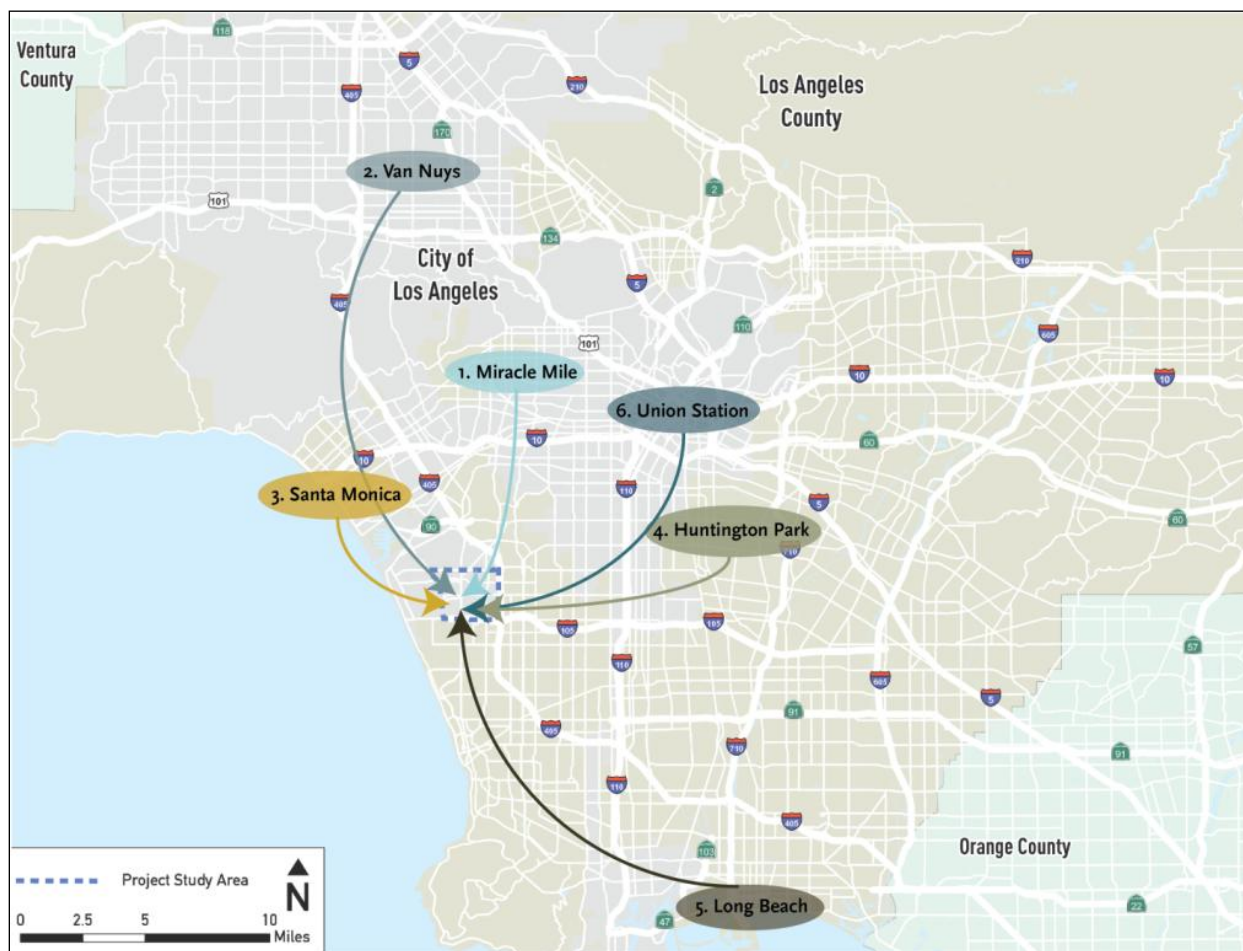 118
Ventura
County
5
405
210
Los Angeles
County
170
2. Van Nuys
2
101
134
City of
Los Angeles
5
210
405
110
605
101
1. Miracle Mile
10
10
6. Union Station
10
60
10
405
3. Santa Monica
110
5
90
4. Huntington Park
60
710
105
105
57
110
605
5
91
405
710
91
110
405
103
Orange County
Project Study Area
N
0 2.5 5 10
Miles
5. Long Beach
47
22